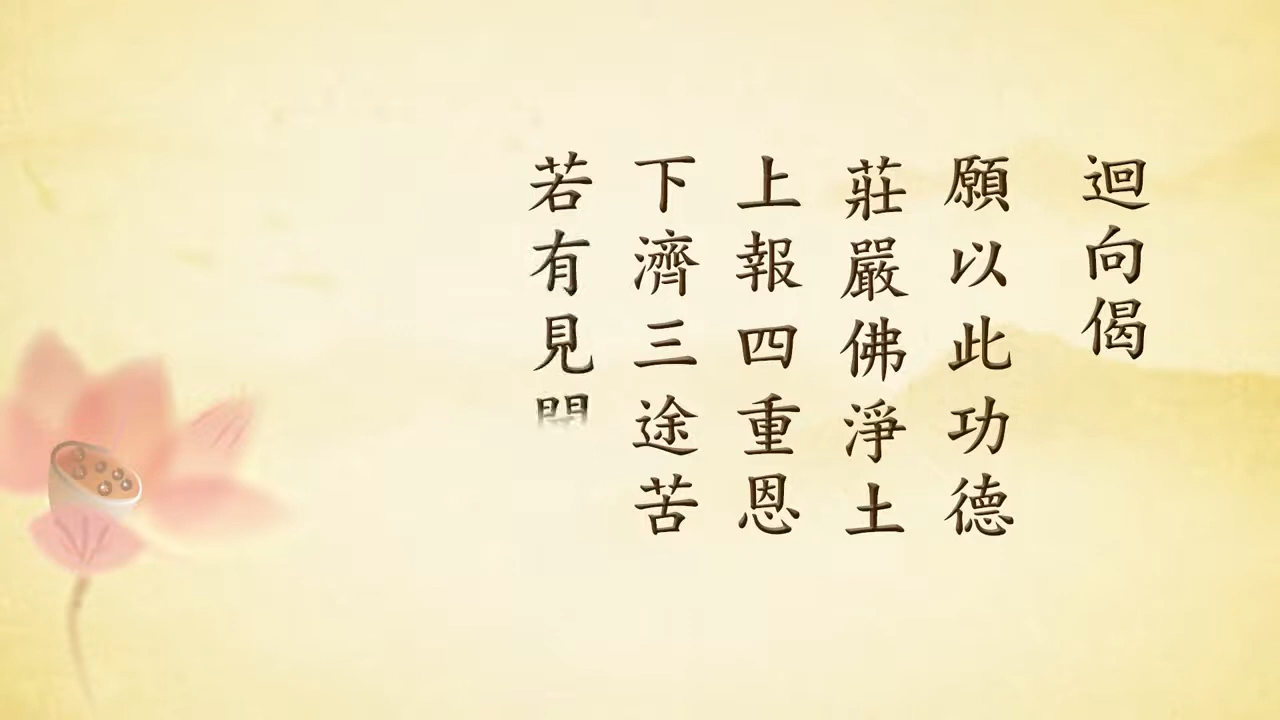 迴向偈
願以此功德
莊嚴佛淨土
上報四重恩
下濟三途苦
若有見